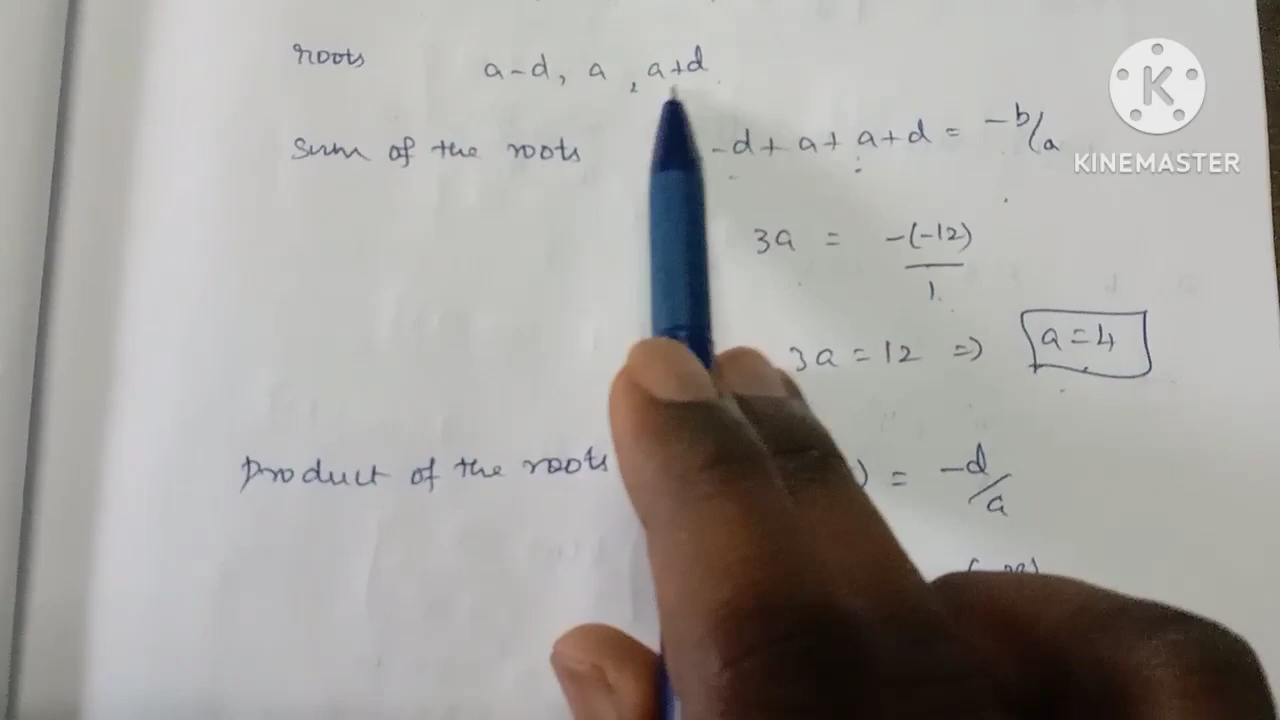 roots a-d, a, a+d
KINEMASTER
sum of the roots -d + a + a + d = -b/a
3a = -(-12)/1
3a = 12 => a = 4
product of the roots ) = -d/a